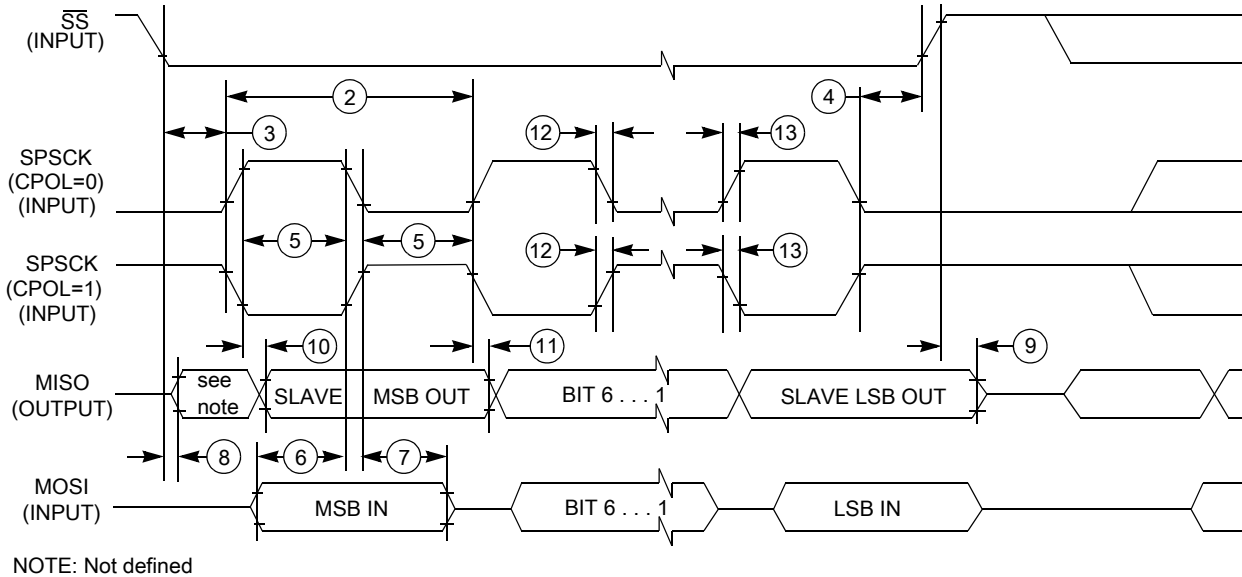 SS
(INPUT)
2
4
3
12
13
SPSCK
(CPOL=0)
(INPUT)
5
5
12
13
SPSCK
(CPOL=1)
(INPUT)
10
11
9
MISO
(OUTPUT)
see
note
SLAVE
MSB OUT
BIT 6 . . . 1
SLAVE LSB OUT
8
6
7
MOSI
(INPUT)
MSB IN
BIT 6 . . . 1
LSB IN
NOTE: Not defined